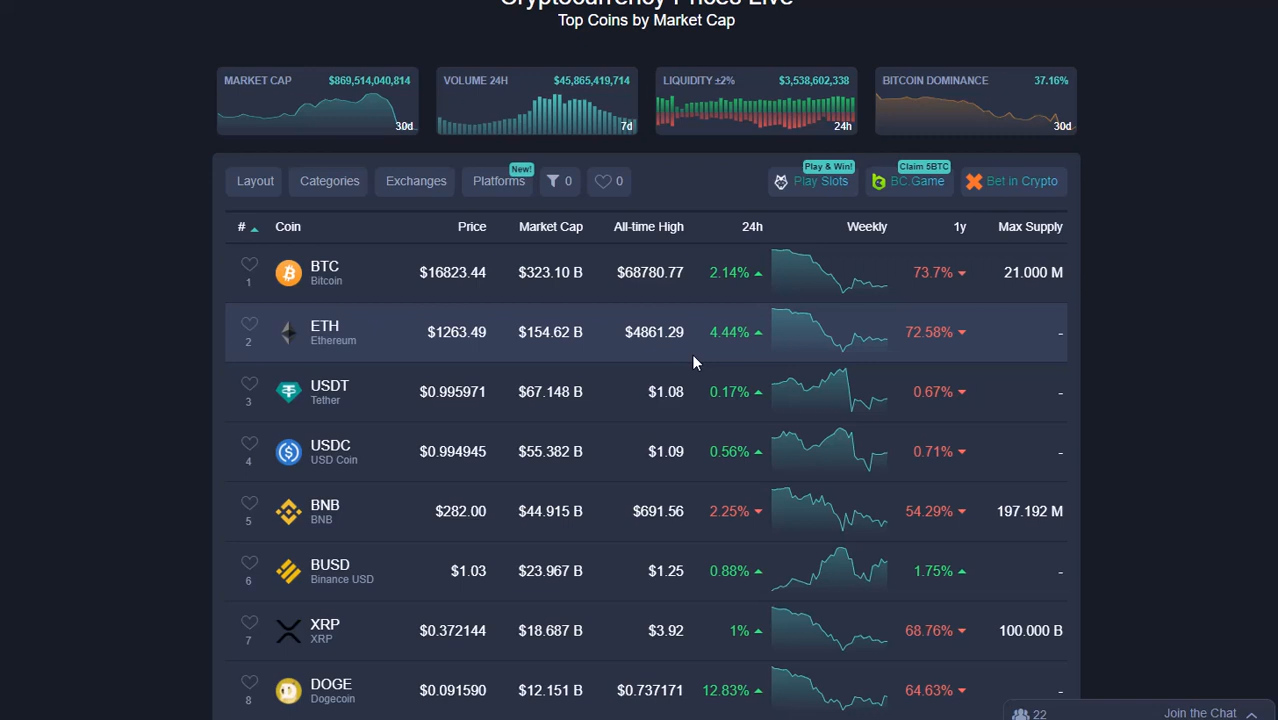 Cryptocurrency Prices Live
Top Coins by Market Cap
MARKET CAP $869,514,040,814
30d
VOLUME 24H $45,865,419,714
7d
LIQUIDITY ±2% $3,538,602,338
24h
BITCOIN DOMINANCE 37.16%
30d
New! Play & Win! Claim 5BTC
Layout Categories Exchanges Platforms 0 0 Play Slots BC.Game Bet in Crypto
# Coin Price Market Cap All-time High 24h Weekly 1y Max Supply
1 BTC Bitcoin $16823.44 $323.10 B $68780.77 2.14% 73.7% 21.000 M
2 ETH Ethereum $1263.49 $154.62 B $4861.29 4.44% 72.58% -
3 USDT Tether $0.995971 $67.148 B $1.08 0.17% 0.67% -
4 USDC USD Coin $0.994945 $55.382 B $1.09 0.56% 0.71% -
5 BNB BNB $282.00 $44.915 B $691.56 2.25% 54.29% 197.192 M
6 BUSD Binance USD $1.03 $23.967 B $1.25 0.88% 1.75% -
7 XRP XRP $0.372144 $18.687 B $3.92 1% 68.76% 100.000 B
8 DOGE Dogecoin $0.091590 $12.151 B $0.737171 12.83% 64.63% -
22 Join the Chat